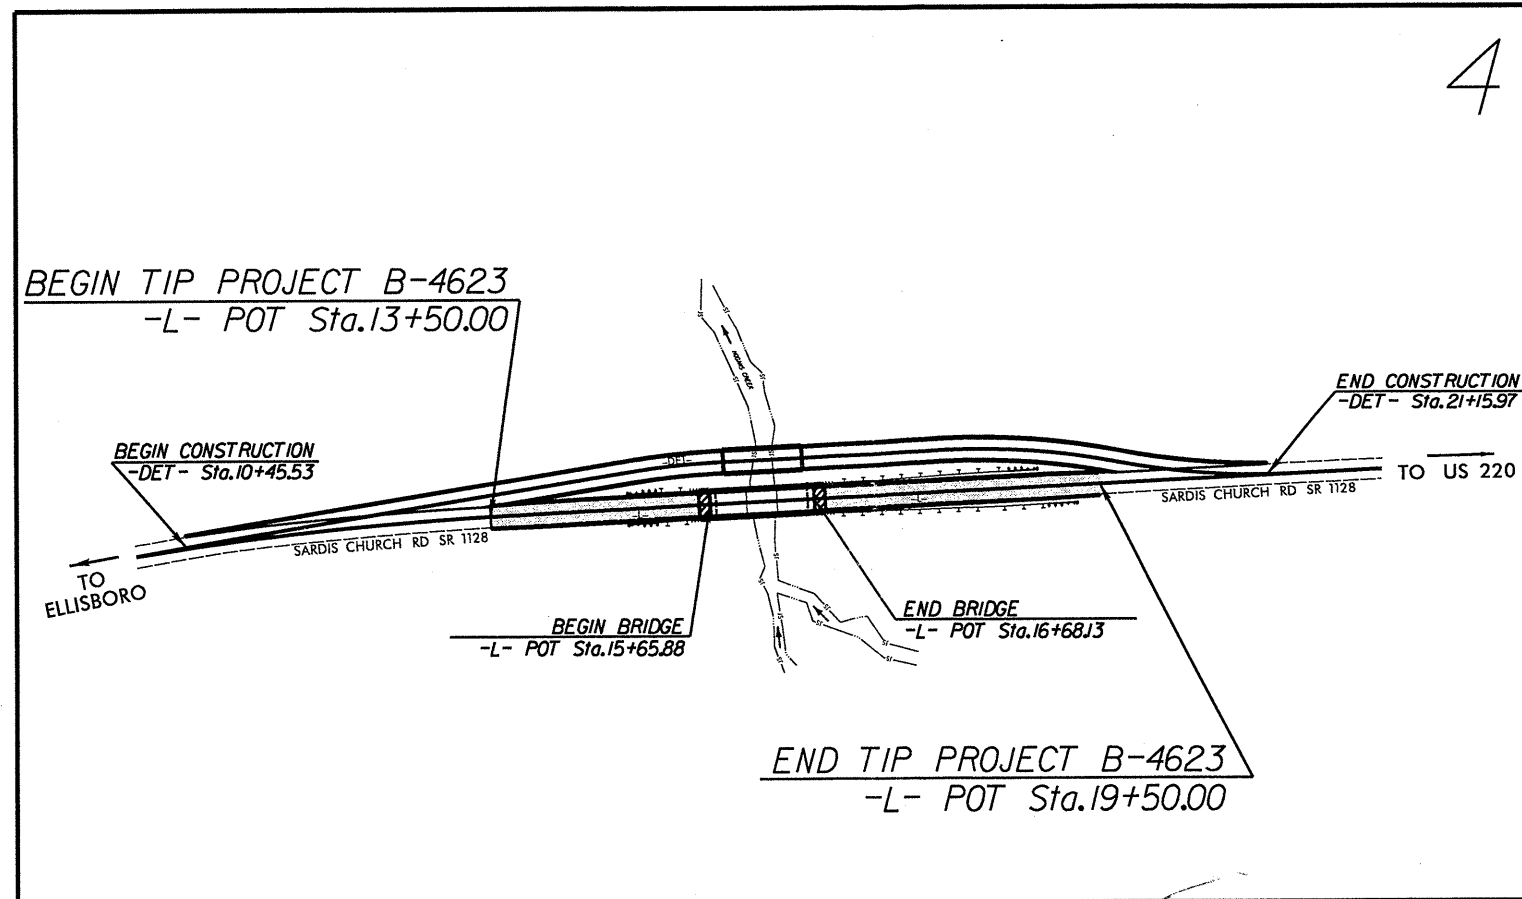 4
BEGIN TIP PROJECT B-4623
-L- POT Sta.13+50.00
HOGANS CREEK
END CONSTRUCTION
-DET- Sta.21+15.97
BEGIN CONSTRUCTION
-DET- Sta.10+45.53
-DET-
TO US 220
SARDIS CHURCH RD SR 1128
-L-
-L-
SARDIS CHURCH RD SR 1128
TO
ELLISBORO
BEGIN BRIDGE
-L- POT Sta.15+65.88
END BRIDGE
-L- POT Sta.16+68.13
END TIP PROJECT B-4623
-L- POT Sta.19+50.00